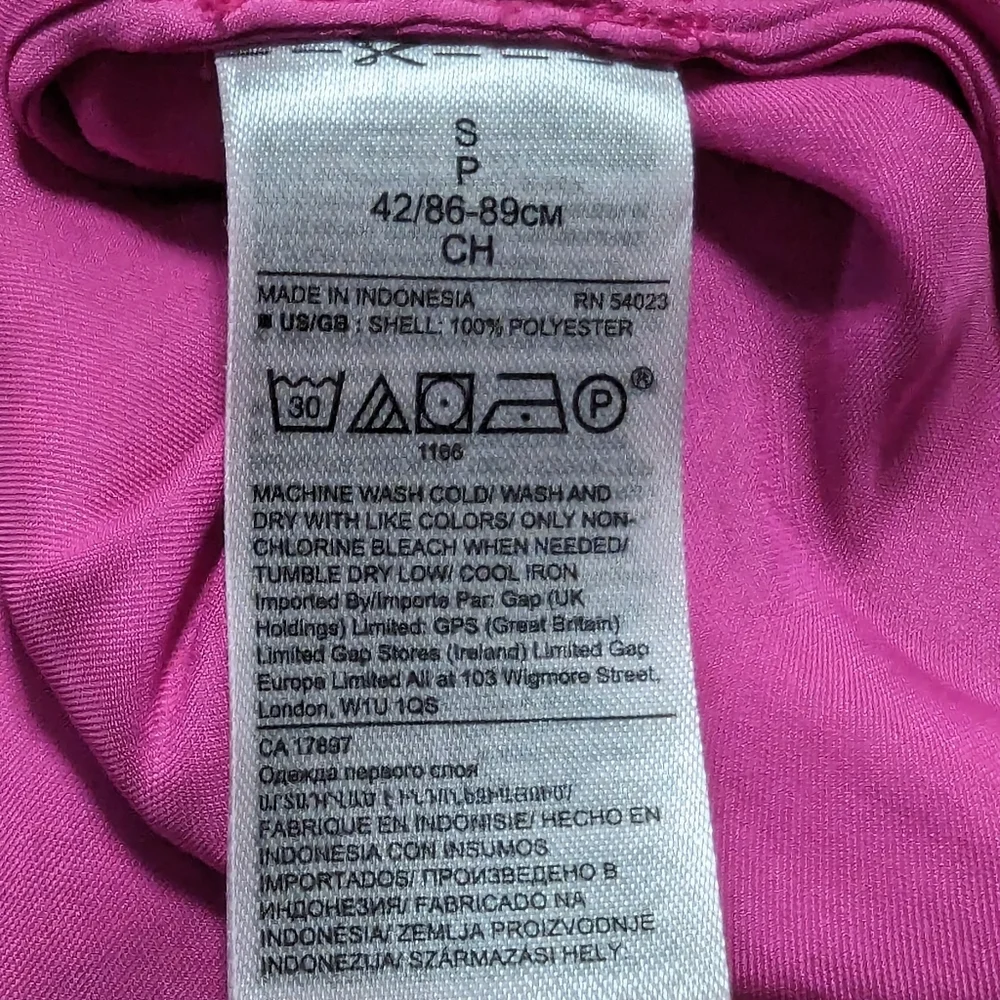 S
P
42/86-89СМ
CH
MADE IN INDONESIA RN 54023
US/GB : SHELL: 100% POLYESTER
30 P ®
1166
MACHINE WASH COLD/ WASH AND
DRY WITH LIKE COLORS/ ONLY NON-
CHLORINE BLEACH WHEN NEEDED/
TUMBLE DRY LOW/ COOL IRON
Imported By/Importe Par: Gap (UK
Holdings) Limited: GPS (Great Britain)
Limited Gap Stores (Ireland) Limited Gap
Europe Limited All at 103 Wigmore Street,
London, W1U 1QS
CA 17897
Одежда первого слоя
FABRIQUE EN INDONISIE/ HECHO EN
INDONESIA CON INSUMOS
IMPORTADOS/ ПРОИЗВЕДЕНО В
ИНДОНЕЗИЯ/ FABRICADO NA
INDONÉSIA/ ZEMLJA PROIZVODNJE
INDONEZIJA/ SZÁRMAZASI HELY: